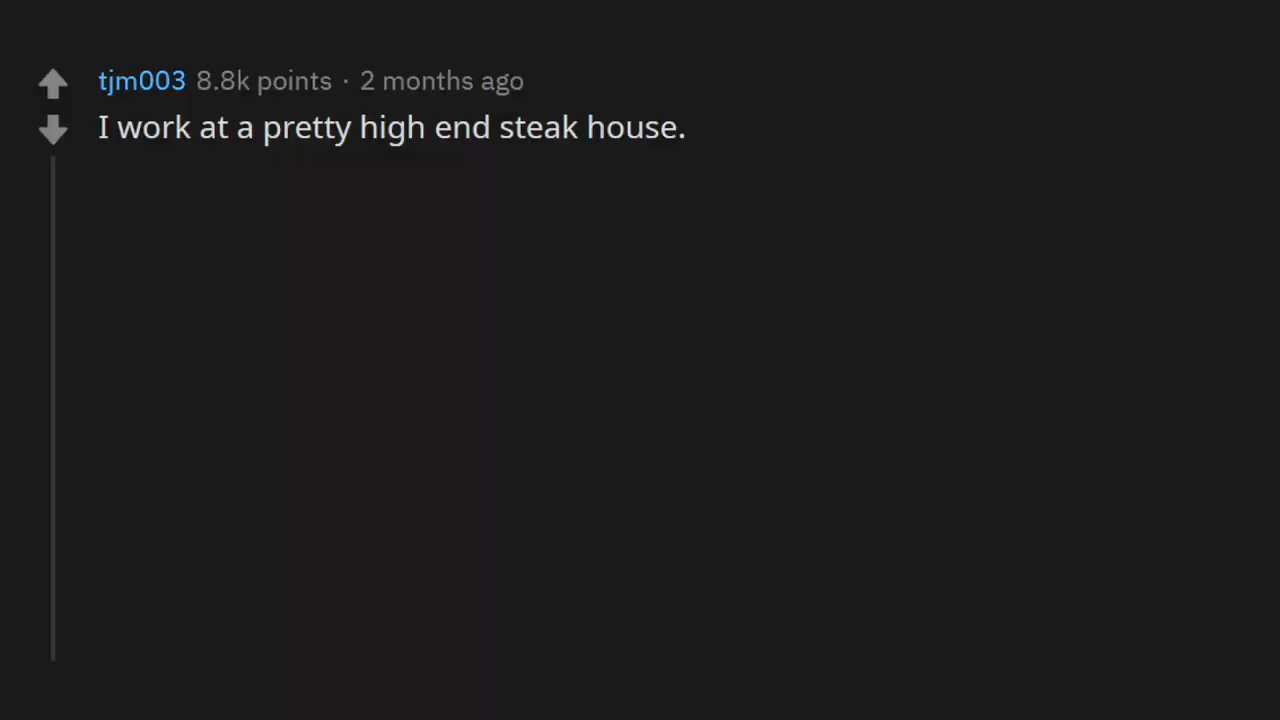 tjm003 8.8k points · 2 months ago
I work at a pretty high end steak house.